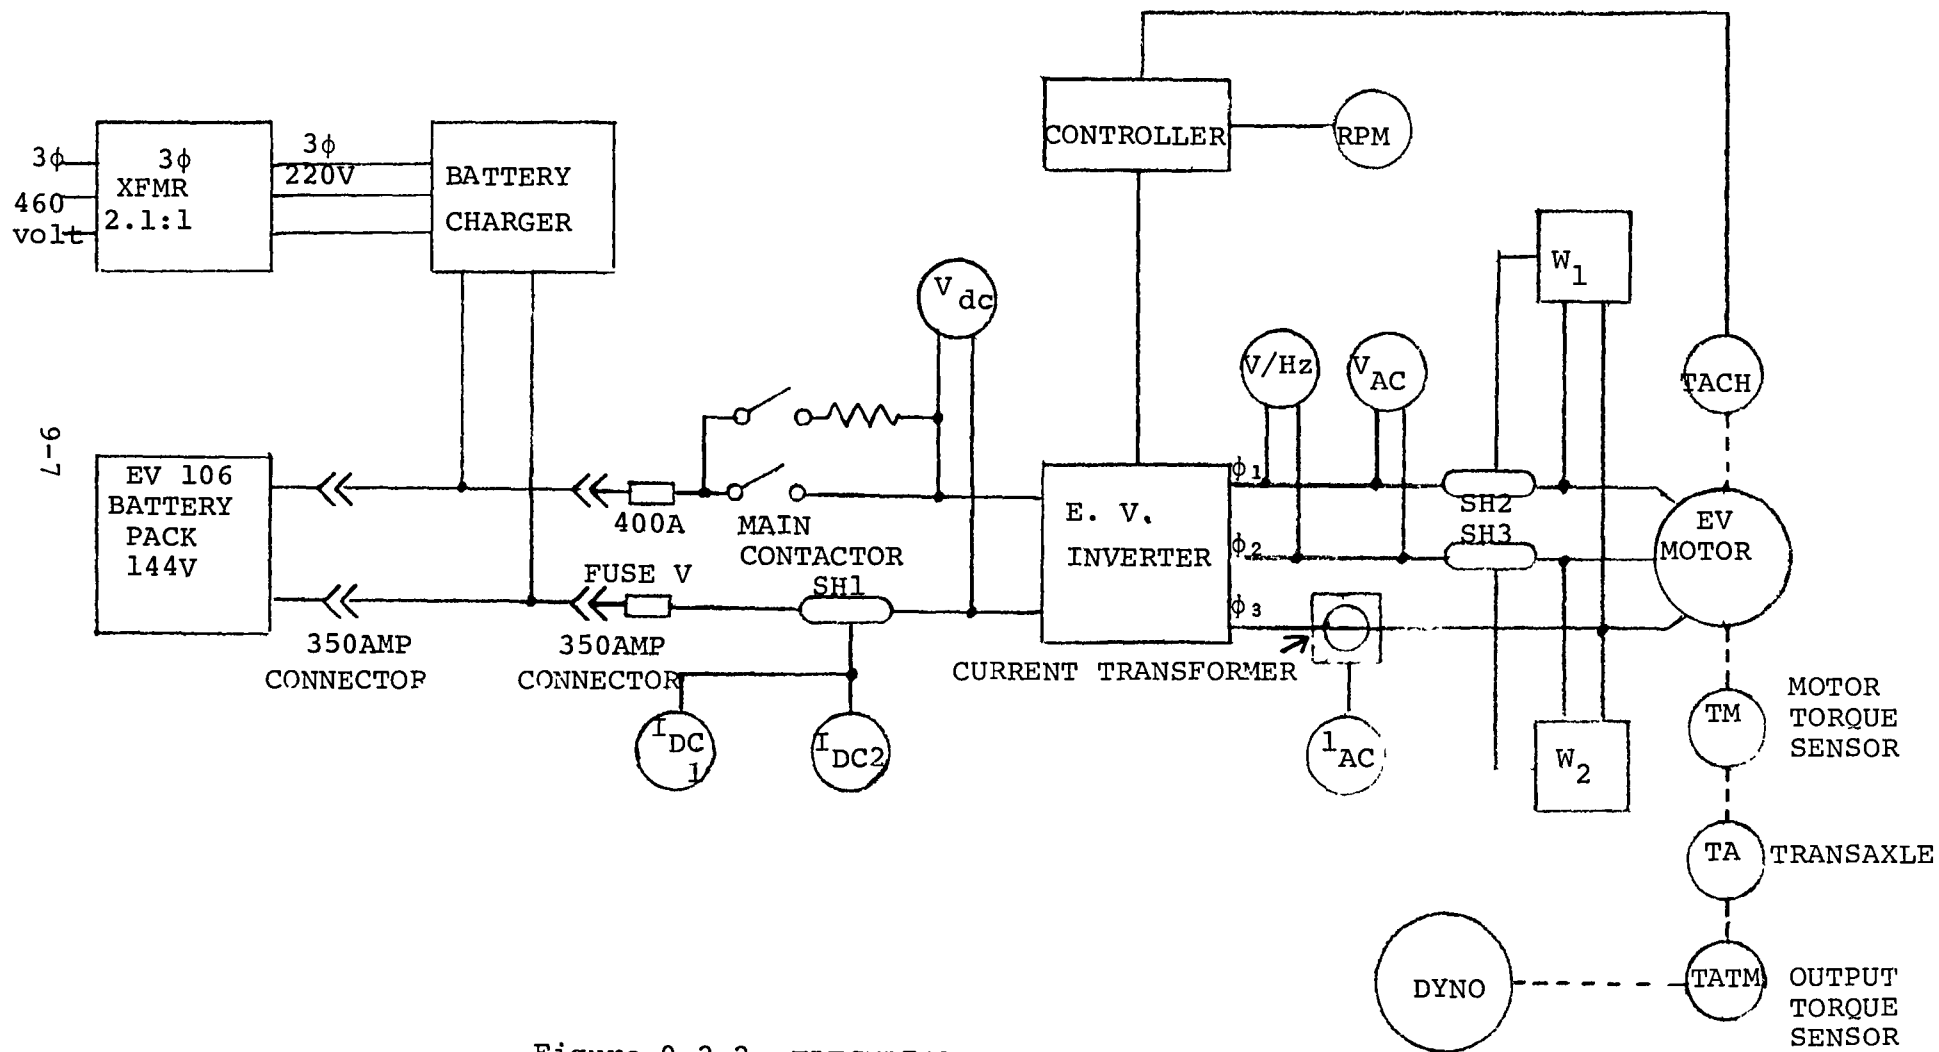 CONTROLLER
RPM
3ϕ
460
volt
3ϕ
XFMR
2.1:1
3ϕ
220V
BATTERY
CHARGER
V dc
V/Hz
V AC
W1
TACH
9-7
EV 106
BATTERY
PACK
144V
400A
MAIN
CONTACTOR
FUSE V
SH1
350AMP
CONNECTOR
350AMP
CONNECTOR
I DC 1
I DC2
E. V.
INVERTER
ϕ1
ϕ2
ϕ3
SH2
SH3
EV
MOTOR
CURRENT TRANSFORMER
I AC
W2
TM
MOTOR
TORQUE
SENSOR
TA
TRANSAXLE
DYNO
TATM
OUTPUT
TORQUE
SENSOR